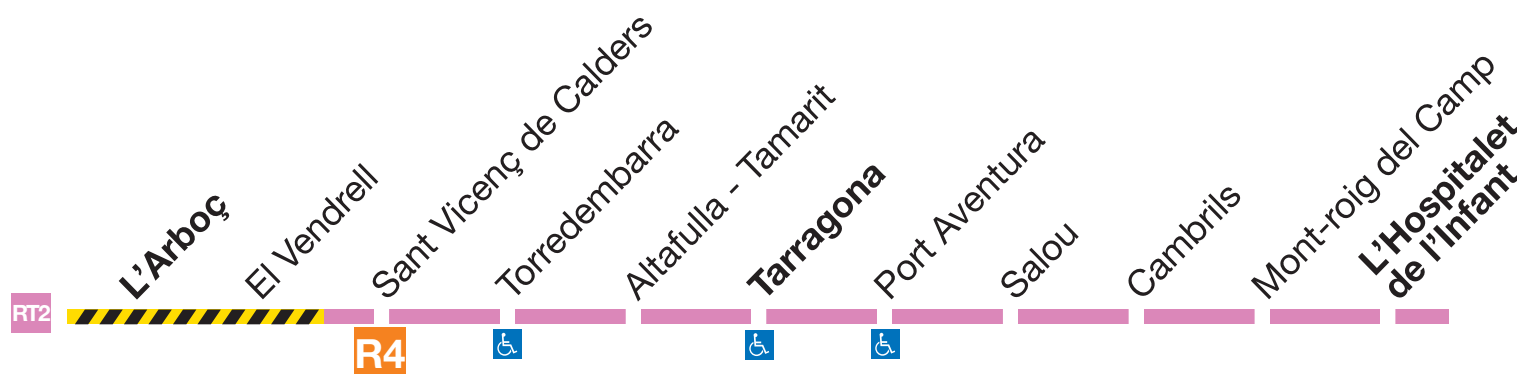 L'Arboç
El Vendrell
Sant Vicenç de Calders
Torredembarra
Altafulla - Tamarit
Tarragona
Port Aventura
Salou
Cambrils
Mont-roig del Camp
L'Hospitalet
de l'Infant
RT2
R4